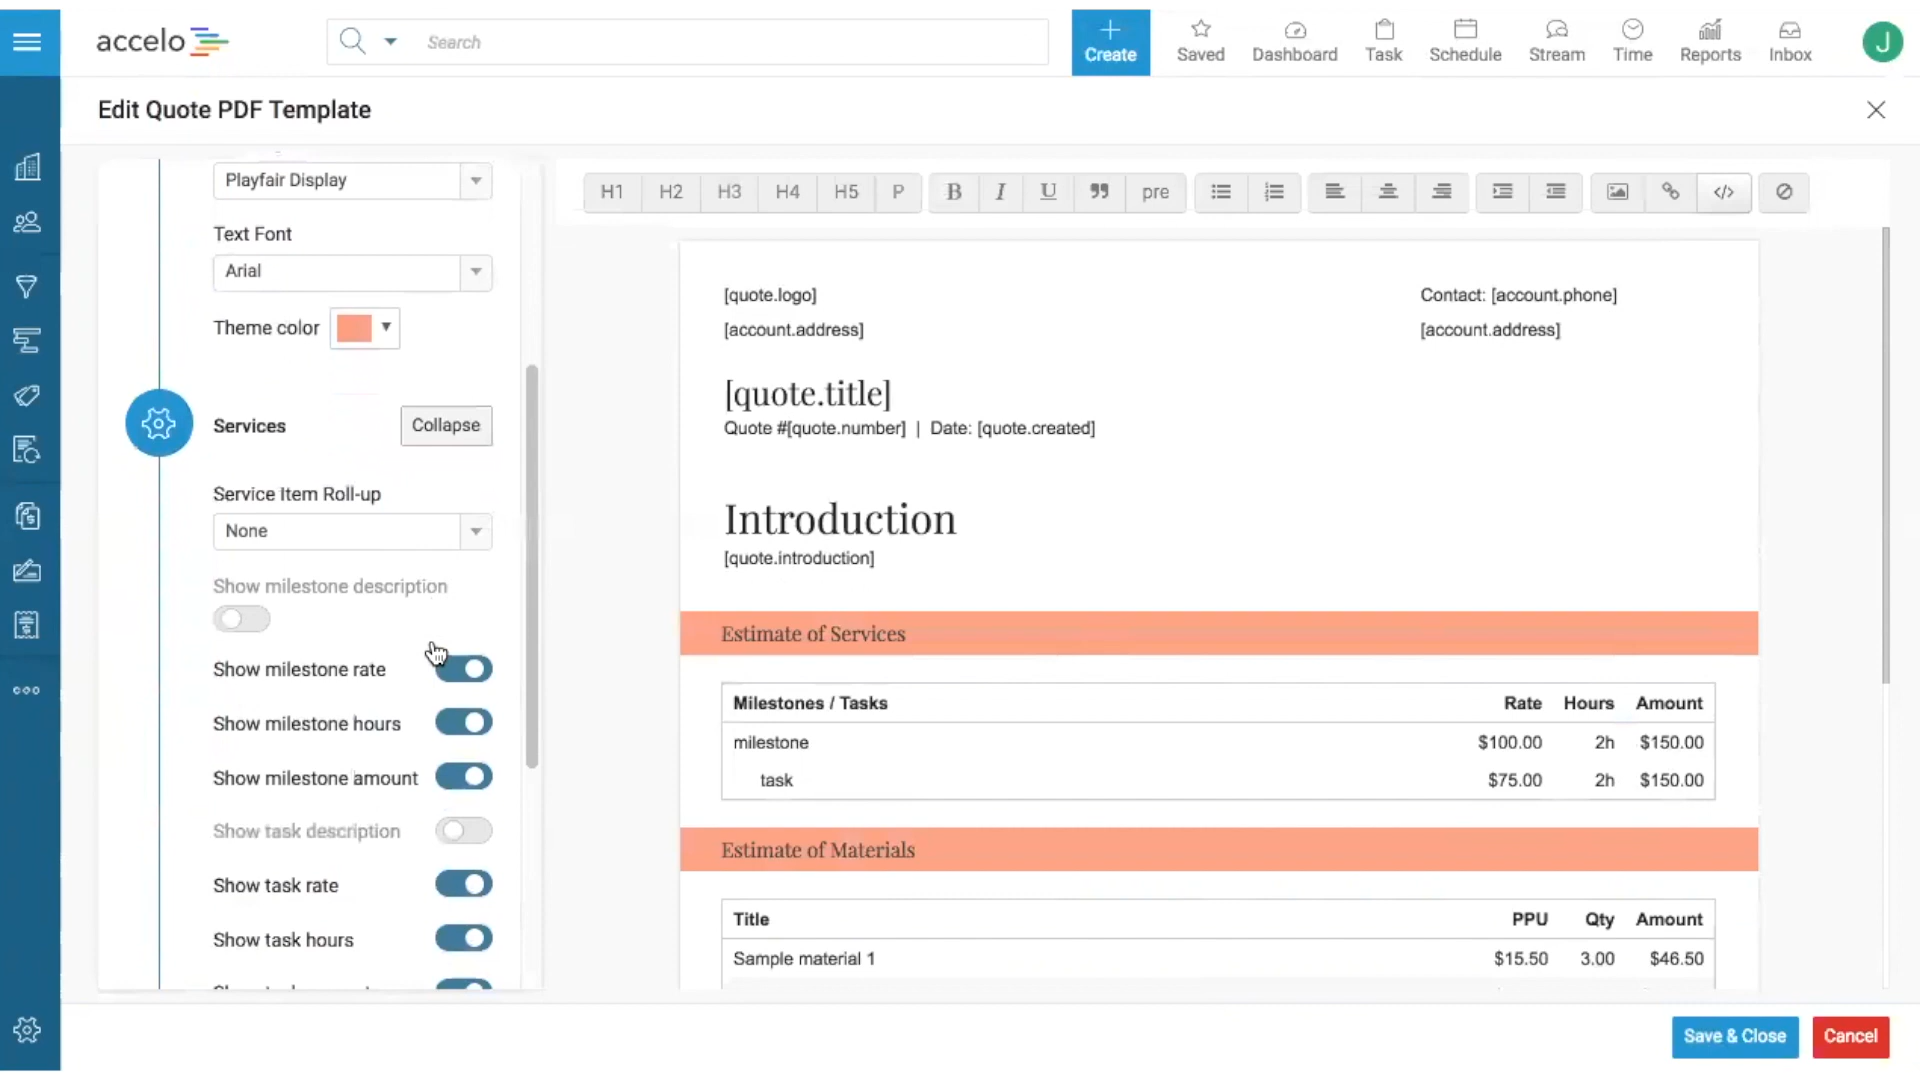 accelo
Search
Create
Saved
Dashboard
Task
Schedule
Stream
Time
Reports
Inbox
J
Edit Quote PDF Template
Playfair Display
Text Font
Arial
Theme color
Services
Collapse
Service Item Roll-up
None
Show milestone description
Show milestone rate
Show milestone hours
Show milestone amount
Show task description
Show task rate
Show task hours
H1 H2 H3 H4 H5 P B I U pre
[quote.logo]
[account.address]
Contact: [account.phone]
[account.address]
[quote.title]
Quote #[quote.number] | Date: [quote.created]
Introduction
[quote.introduction]
Estimate of Services
Milestones / Tasks Rate Hours Amount
milestone $100.00 2h $150.00
task $75.00 2h $150.00
Estimate of Materials
Title PPU Qty Amount
Sample material 1 $15.50 3.00 $46.50
Save & Close
Cancel